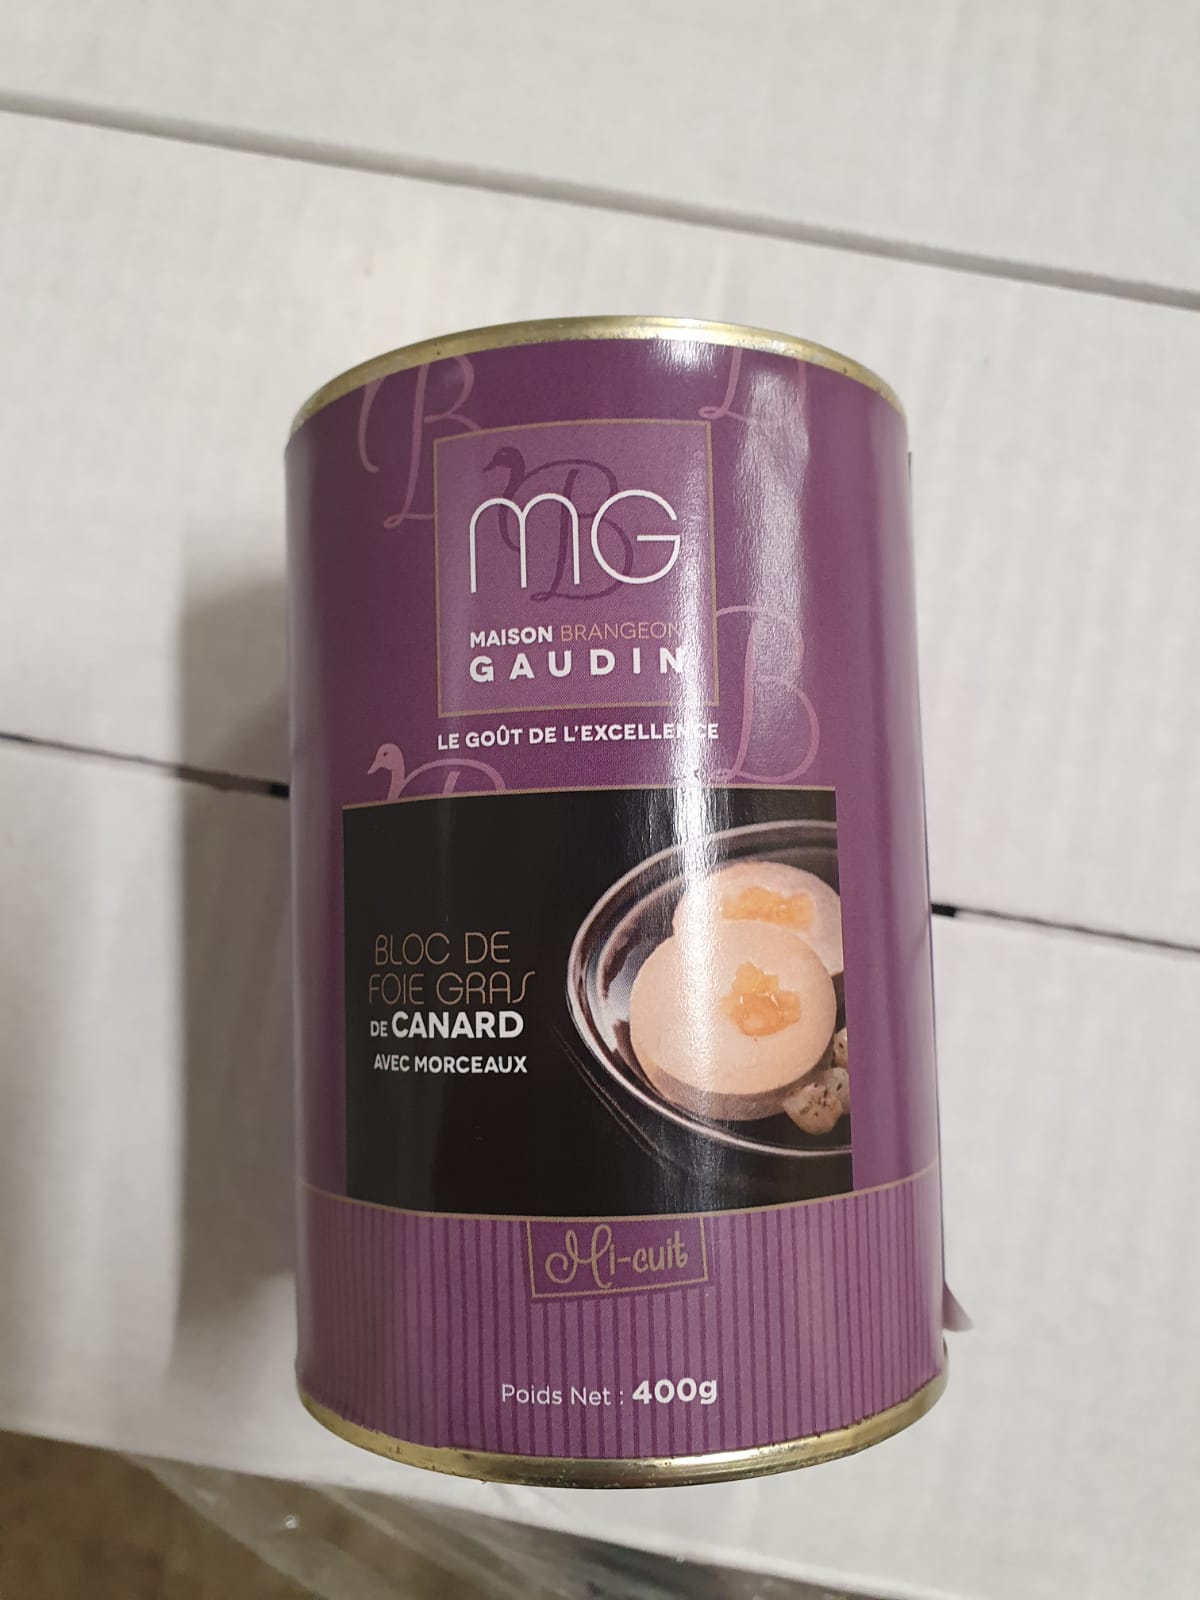 MG
MAISON BRANGEON
GAUDIN
LE GOÛT DE L'EXCELLENCE
BLOC DE
FOIE GRAS
DE CANARD
AVEC MORCEAUX
Mi-cuit
Poids Net : 400g